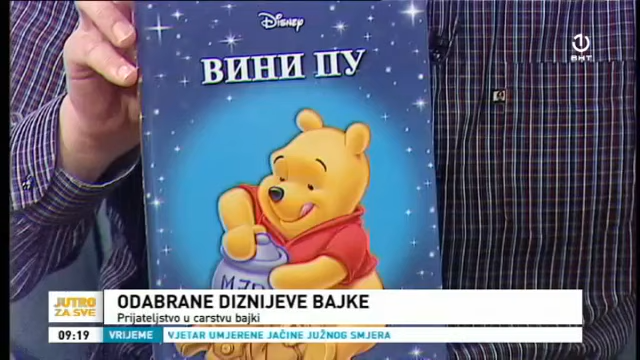 Disney
ВИНИ ПУ
1
BHT
ODABRANE DIZNIJEVE BAJKE
Prijateljstvo u carstvu bajki
JUTRO
ZA SVE
09:19 VRIJEME VJETAR UMJERENE JAČINE JUŽNOG SMJERA